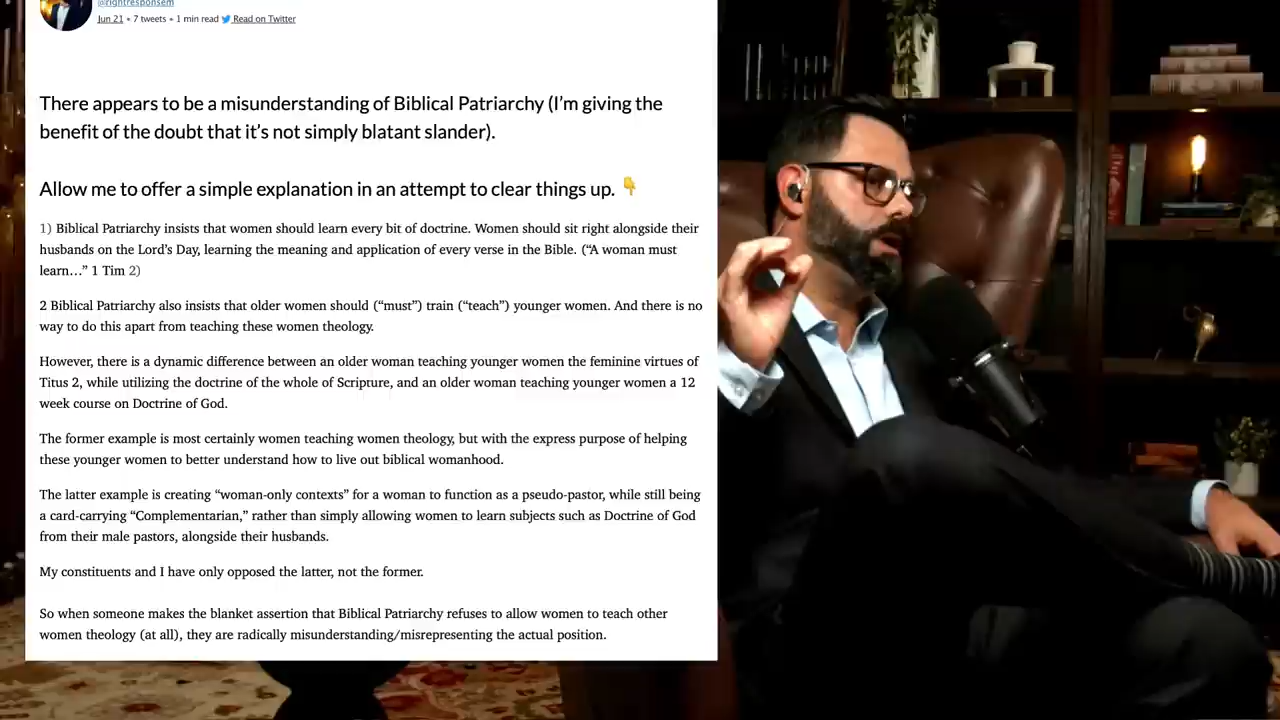 @rightresponsem
Jun 21 • 7 tweets • 1 min read Read on Twitter
There appears to be a misunderstanding of Biblical Patriarchy (I’m giving the
benefit of the doubt that it’s not simply blatant slander).
Allow me to offer a simple explanation in an attempt to clear things up. 👇
1) Biblical Patriarchy insists that women should learn every bit of doctrine. Women should sit right alongside their
husbands on the Lord’s Day, learning the meaning and application of every verse in the Bible. (“A woman must
learn…” 1 Tim 2)
2 Biblical Patriarchy also insists that older women should (“must”) train (“teach”) younger women. And there is no
way to do this apart from teaching these women theology.
However, there is a dynamic difference between an older woman teaching younger women the feminine virtues of
Titus 2, while utilizing the doctrine of the whole of Scripture, and an older woman teaching younger women a 12
week course on Doctrine of God.
The former example is most certainly women teaching women theology, but with the express purpose of helping
these younger women to better understand how to live out biblical womanhood.
The latter example is creating “woman-only contexts” for a woman to function as a pseudo-pastor, while still being
a card-carrying “Complementarian,” rather than simply allowing women to learn subjects such as Doctrine of God
from their male pastors, alongside their husbands.
My constituents and I have only opposed the latter, not the former.
So when someone makes the blanket assertion that Biblical Patriarchy refuses to allow women to teach other
women theology (at all), they are radically misunderstanding/misrepresenting the actual position.